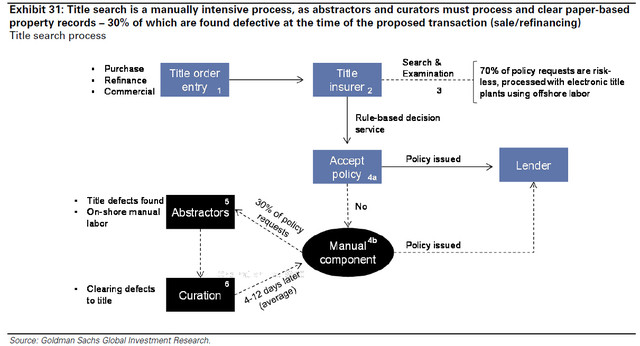 Exhibit 31: Title search is a manually intensive process, as abstractors and curators must process and clear paper-based
property records – 30% of which are found defective at the time of the proposed transaction (sale/refinancing)
Title search process
• Purchase
• Refinance
• Commercial
Title order
entry 1
Title
insurer 2
Search &
Examination
3
70% of policy requests are risk-
less, processed with electronic title
plants using offshore labor
Rule-based decision
service
Accept
policy 4a
Policy issued
Lender
No
• Title defects found
• On-shore manual
labor
5
Abstractors
30% of policy
requests
4b
Manual
component
Policy issued
• Clearing defects
to title
6
Curation
4-12 days later
(average)
Source: Goldman Sachs Global Investment Research.